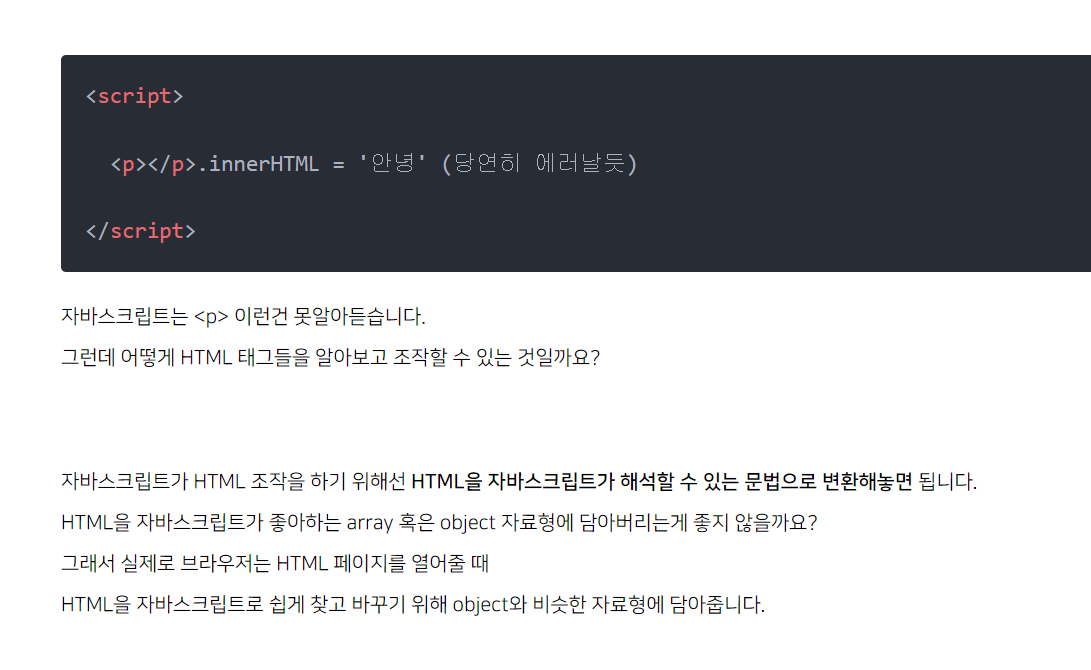 <script>
<p></p>.innerHTML = '안녕' (당연히 에러날듯)
</script>
자바스크립트는 <p> 이런건 못알아듣습니다.
그런데 어떻게 HTML 태그들을 알아보고 조작할 수 있는 것일까요?
자바스크립트가 HTML 조작을 하기 위해선 HTML을 자바스크립트가 해석할 수 있는 문법으로 변환해놓면 됩니다.
HTML을 자바스크립트가 좋아하는 array 혹은 object 자료형에 담아버리는게 좋지 않을까요?
그래서 실제로 브라우저는 HTML 페이지를 열어줄 때
HTML을 자바스크립트로 쉽게 찾고 바꾸기 위해 object와 비슷한 자료형에 담아줍니다.